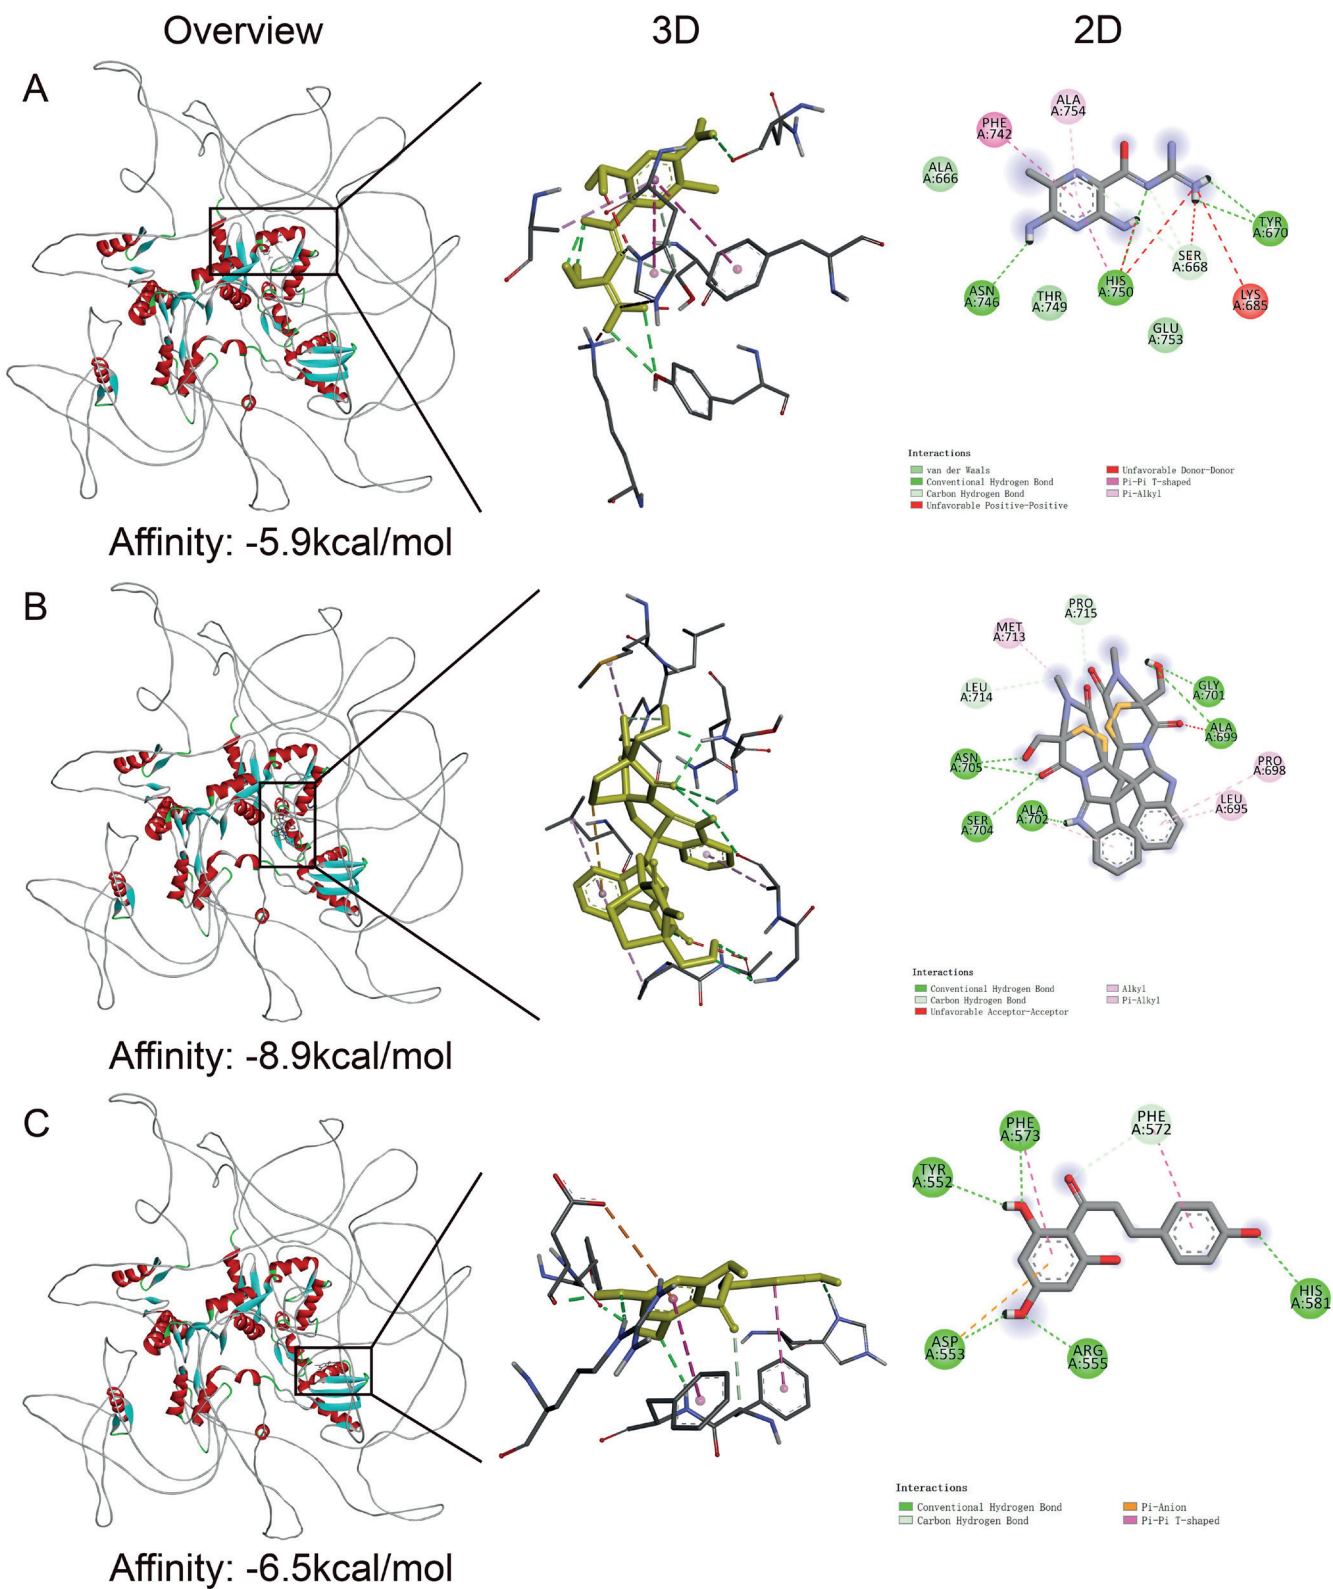 Overview
3D
2D
A
ALA
A:754
PHE
A:742
ALA
A:666
TYR
A:670
SER
A:668
ASN
A:746
THR
A:749
HIS
A:750
LYS
A:685
GLU
A:753
Interactions
van der Waals
Conventional Hydrogen Bond
Carbon Hydrogen Bond
Unfavorable Positive-Positive
Unfavorable Donor-Donor
Pi-Pi T-shaped
Pi-Alkyl
Affinity: -5.9kcal/mol
B
PRO
A:715
MET
A:713
LEU
A:714
GLY
A:701
ALA
A:699
ASN
A:705
PRO
A:698
LEU
A:695
SER
A:704
ALA
A:702
Interactions
Conventional Hydrogen Bond
Carbon Hydrogen Bond
Unfavorable Acceptor-Acceptor
Alkyl
Pi-Alkyl
Affinity: -8.9kcal/mol
C
PHE
A:573
PHE
A:572
TYR
A:552
HIS
A:581
ASP
A:553
ARG
A:555
Interactions
Conventional Hydrogen Bond
Carbon Hydrogen Bond
Pi-Anion
Pi-Pi T-shaped
Affinity: -6.5kcal/mol